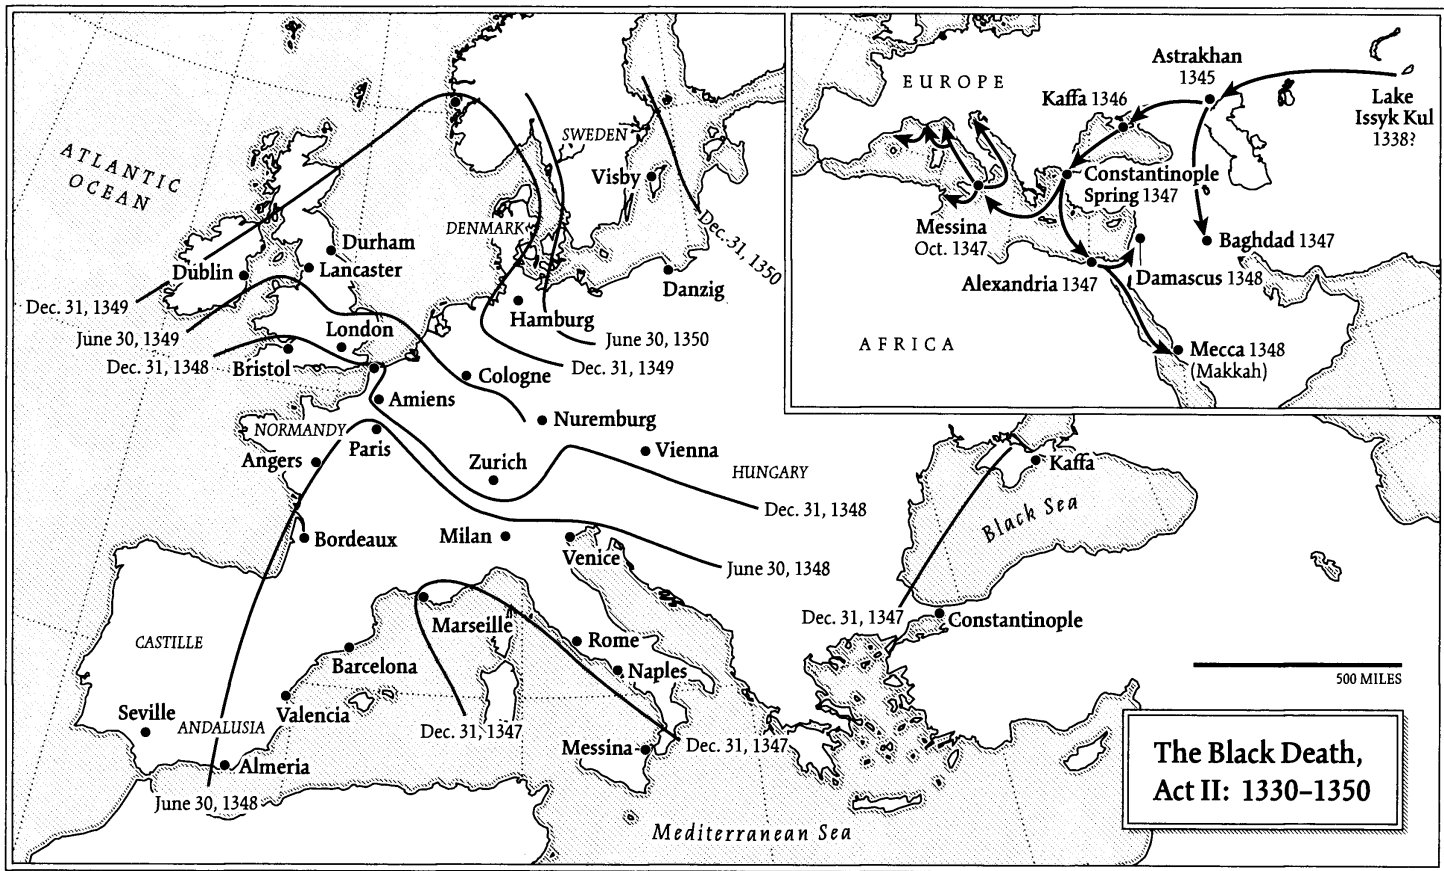 ATLANTIC
OCEAN
SWEDEN
Visby
DENMARK
Dec. 31, 1350
Durham
Dublin
Lancaster
Danzig
Dec. 31, 1349
Hamburg
June 30, 1349
London
June 30, 1350
Dec. 31, 1348
Bristol
Dec. 31, 1349
Cologne
Amiens
Nuremburg
NORMANDY
Paris
Vienna
Angers
Zurich
HUNGARY
Dec. 31, 1348
Bordeaux
Milan
Venice
June 30, 1348
Marseille
CASTILLE
Rome
Barcelona
Naples
Seville
ANDALUSIA
Valencia
Dec. 31, 1347
Messina
Dec. 31, 1347
Almeria
June 30, 1348
Mediterranean Sea
Kaffa
Black Sea
Dec. 31, 1347
Constantinople
500 MILES
The Black Death,
Act II: 1330–1350
EUROPE
Astrakhan
1345
Kaffa 1346
Lake
Issyk Kul
1338?
Constantinople
Spring 1347
Messina
Oct. 1347
Baghdad 1347
Alexandria 1347
Damascus 1348
AFRICA
Mecca 1348
(Makkah)